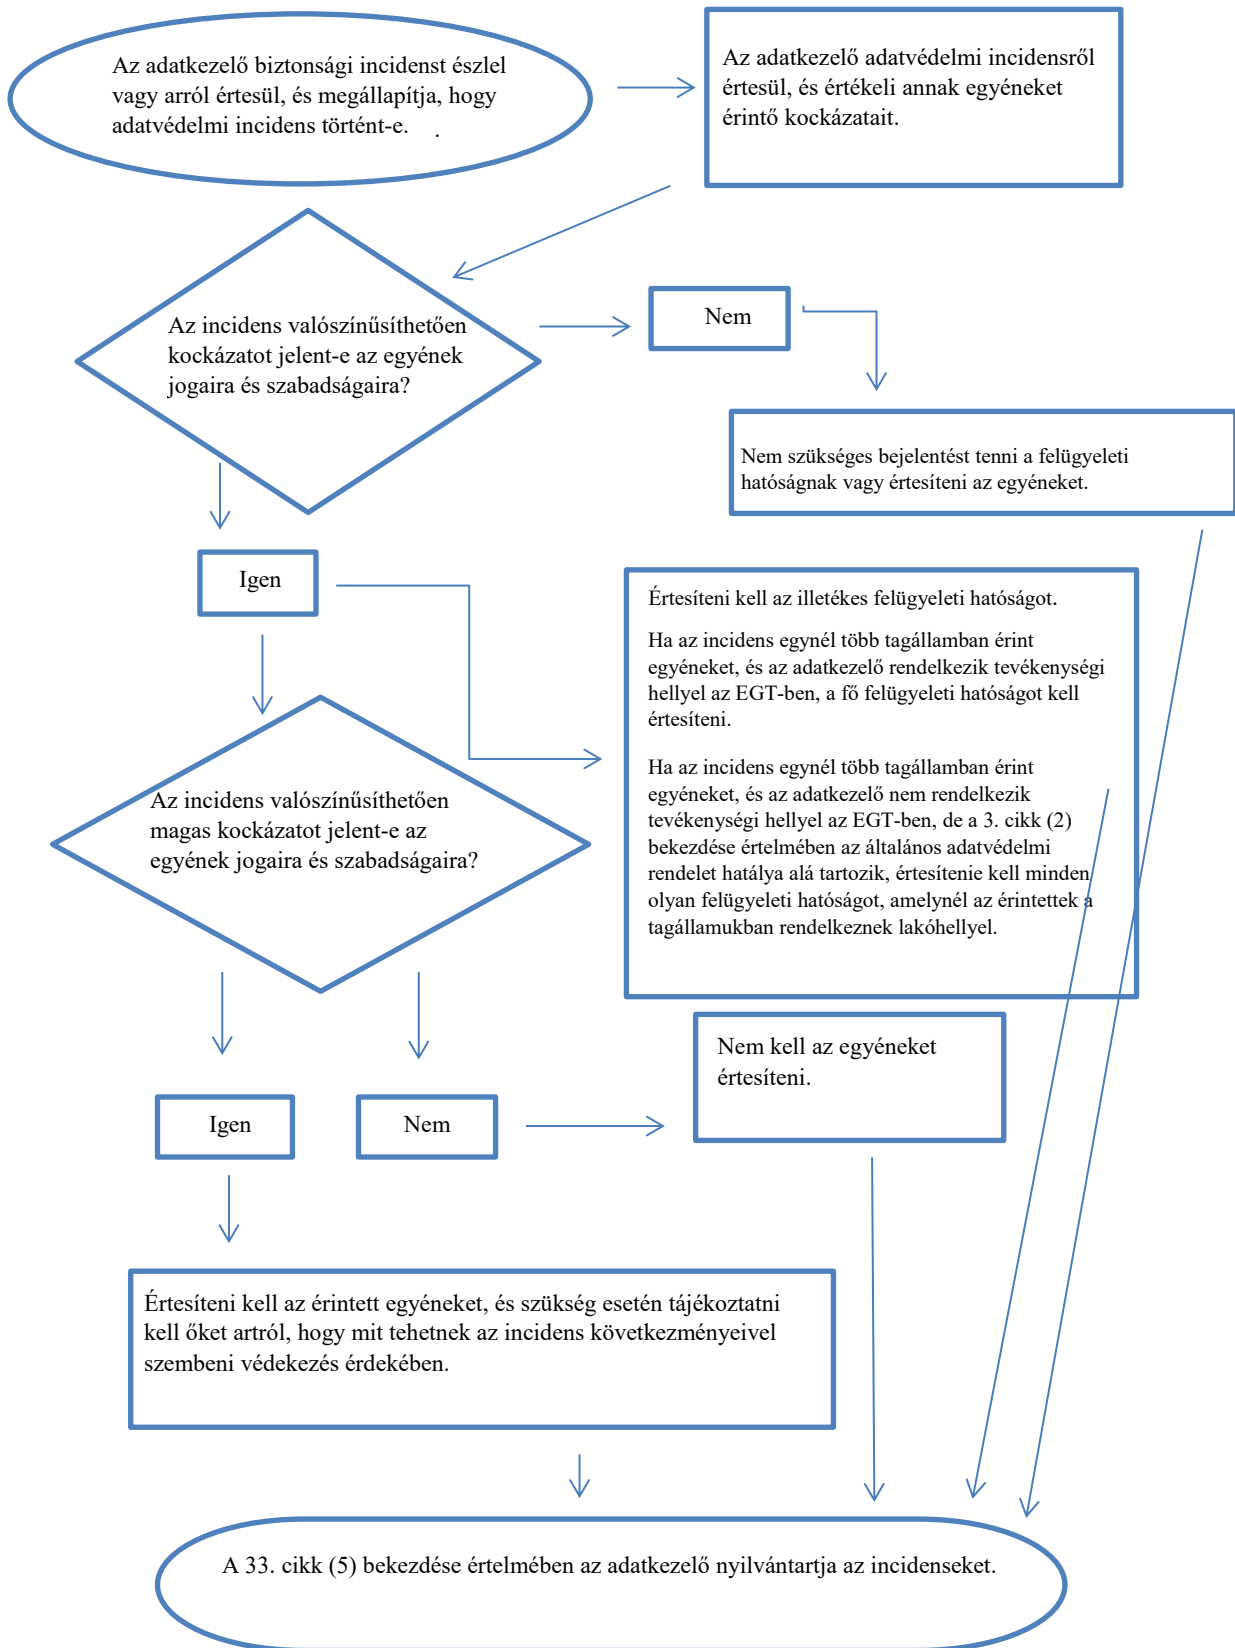 Az adatkezelő biztonsági incidenst észlel
vagy arról értesül, és megállapítja, hogy
adatvédelmi incidens történt-e. .
Az adatkezelő adatvédelmi incidensről
értesül, és értékeli annak egyéneket
érintő kockázatait.
Az incidens valószínűsíthetően
kockázatot jelent-e az egyének
jogaira és szabadságaira?
Nem
Nem szükséges bejelentést tenni a felügyeleti
hatóságnak vagy értesíteni az egyéneket.
Igen
Értesíteni kell az illetékes felügyeleti hatóságot.
Ha az incidens egynél több tagállamban érint
egyéneket, és az adatkezelő rendelkezik tevékenységi
hellyel az EGT-ben, a fő felügyeleti hatóságot kell
értesíteni.
Ha az incidens egynél több tagállamban érint
egyéneket, és az adatkezelő nem rendelkezik
tevékenységi hellyel az EGT-ben, de a 3. cikk (2)
bekezdése értelmében az általános adatvédelmi
rendelet hatálya alá tartozik, értesítenie kell minden
olyan felügyeleti hatóságot, amelynél az érintettek a
tagállamukban rendelkeznek lakóhellyel.
Az incidens valószínűsíthetően
magas kockázatot jelent-e az
egyének jogaira és szabadságaira?
Igen
Nem
Nem kell az egyéneket
értesíteni.
Értesíteni kell az érintett egyéneket, és szükség esetén tájékoztatni
kell őket artról, hogy mit tehetnek az incidens következményeivel
szembeni védekezés érdekében.
A 33. cikk (5) bekezdése értelmében az adatkezelő nyilvántartja az incidenseket.